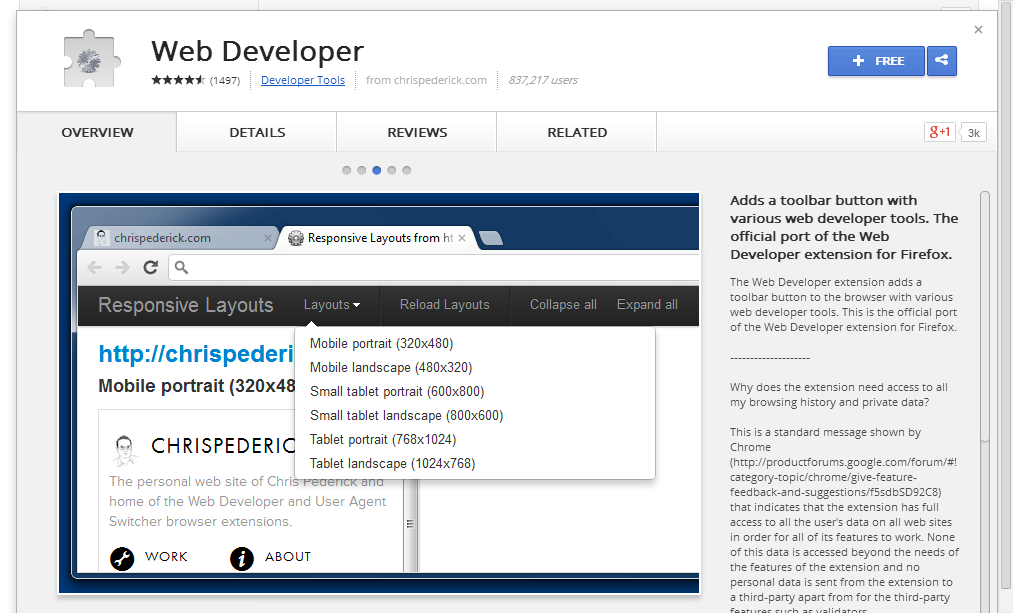 Web Developer
(1497) Developer Tools from chrispederick.com 837,217 users
FREE
OVERVIEW DETAILS REVIEWS RELATED
g+1 3k
chrispederick.com Responsive Layouts from ht
Responsive Layouts Layouts Reload Layouts Collapse all Expand all
Mobile portrait (320x480)
Mobile landscape (480x320)
Small tablet portrait (600x800)
Small tablet landscape (800x600)
Tablet portrait (768x1024)
Tablet landscape (1024x768)
http://chrispederi
Mobile portrait (320x48
CHRISPEDERIC
The personal web site of Chris Pederick and
home of the Web Developer and User Agent
Switcher browser extensions.
WORK ABOUT
Adds a toolbar button with
various web developer tools. The
official port of the Web
Developer extension for Firefox.
The Web Developer extension adds a
toolbar button to the browser with various
web developer tools. This is the official port
of the Web Developer extension for Firefox.
--------------------
Why does the extension need access to all
my browsing history and private data?
This is a standard message shown by
Chrome
(http://productforums.google.com/forum/#!
category-topic/chrome/give-feature-
feedback-and-suggestions/f5sdbSD92C8)
that indicates that the extension has full
access to all the user's data on all web sites
in order for all of its features to work. None
of this data is accessed beyond the needs of
the features of the extension and no
personal data is sent from the extension to
a third-party apart from for the third-party
features such as validators.